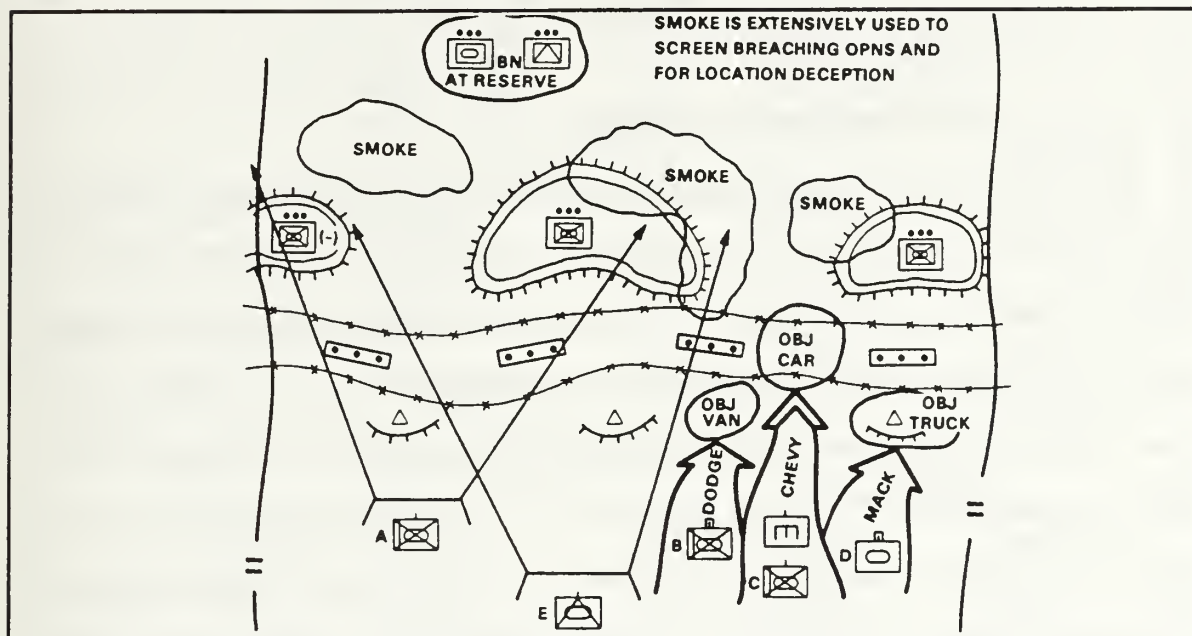 SMOKE IS EXTENSIVELY USED TO
SCREEN BREACHING OPNS AND
FOR LOCATION DECEPTION
BN
AT RESERVE
SMOKE
SMOKE
SMOKE
(-)
OBJ
CAR
OBJ
VAN
OBJ
TRUCK
DODGE
CHEVY
MACK
A
B
C
D
E